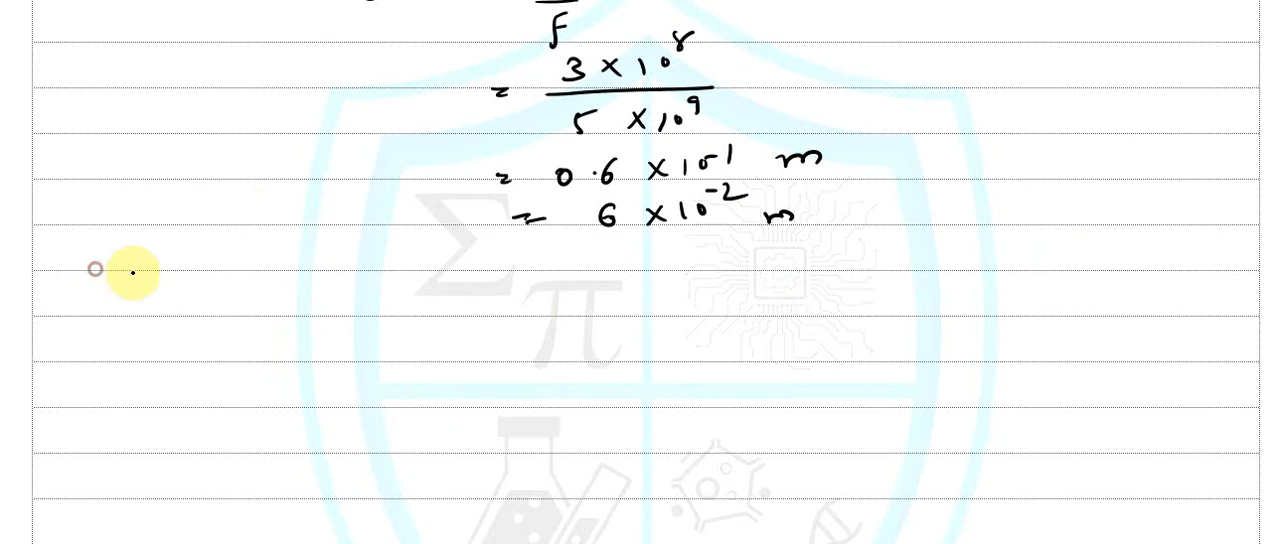 f
= 3 × 10⁸
5 × 10⁹
= 0.6 × 10⁻¹ m
= 6 × 10⁻² m
Σ π